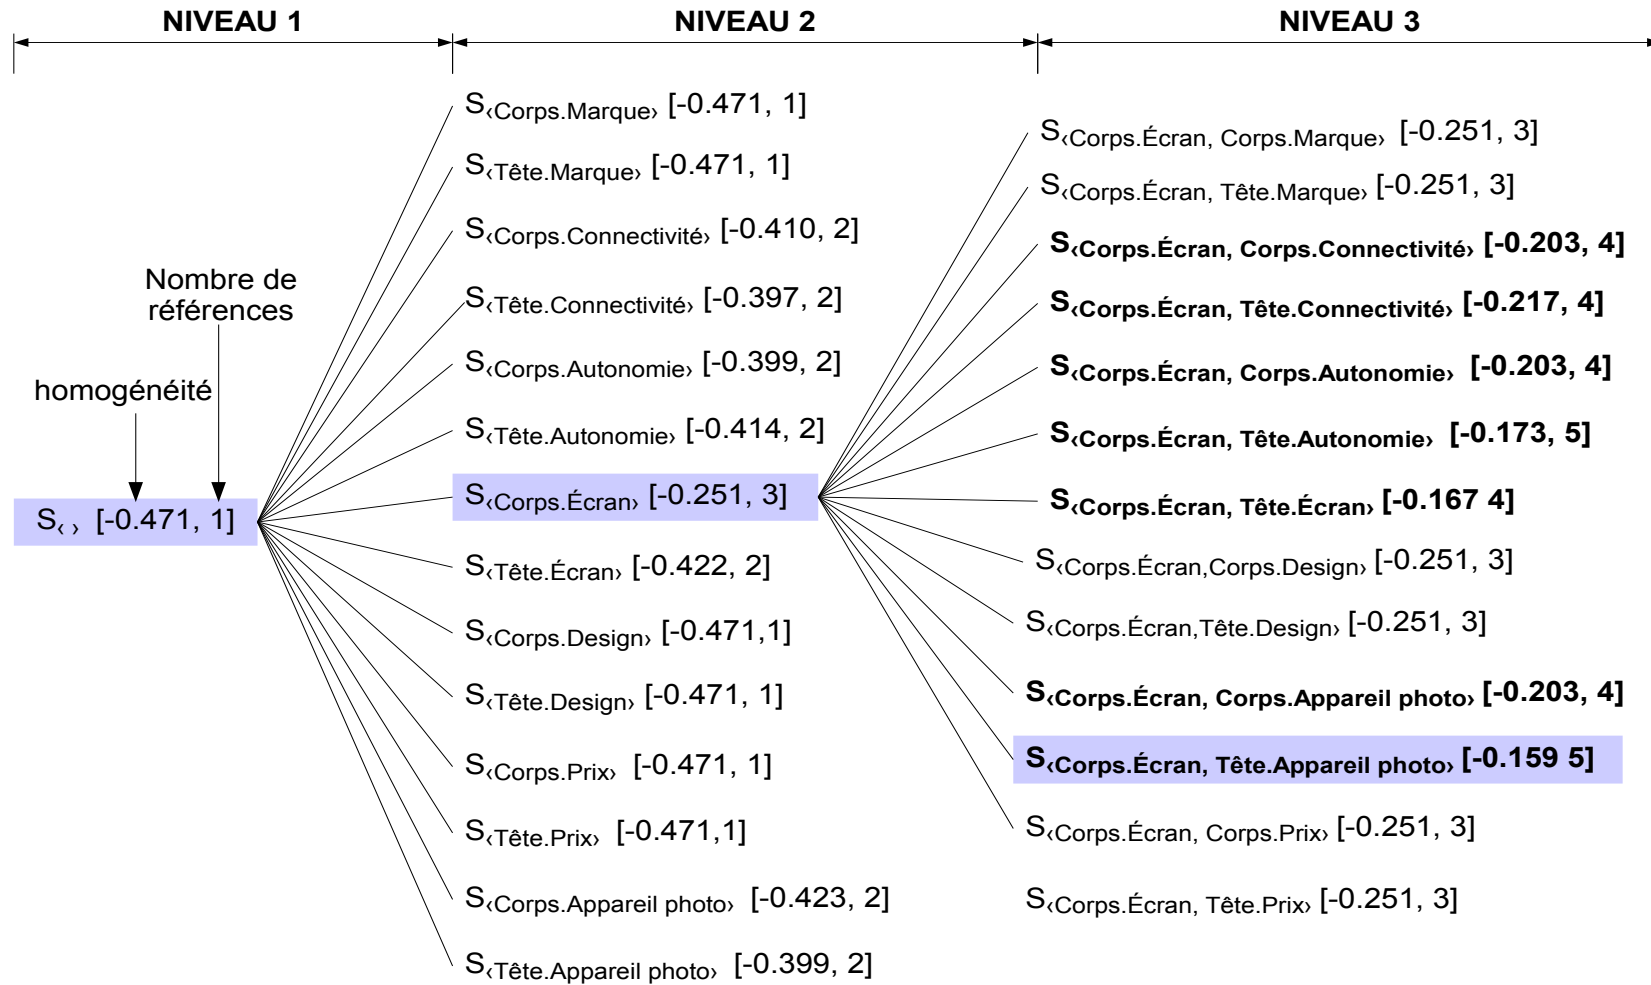 NIVEAU 1
NIVEAU 2
NIVEAU 3
Nombre de
références
homogénéité
S‹ › [-0.471, 1]
S‹Corps.Marque› [-0.471, 1]
S‹Tête.Marque› [-0.471, 1]
S‹Corps.Connectivité› [-0.410, 2]
S‹Tête.Connectivité› [-0.397, 2]
S‹Corps.Autonomie› [-0.399, 2]
S‹Tête.Autonomie› [-0.414, 2]
S‹Corps.Écran› [-0.251, 3]
S‹Tête.Écran› [-0.422, 2]
S‹Corps.Design› [-0.471,1]
S‹Tête.Design› [-0.471, 1]
S‹Corps.Prix› [-0.471, 1]
S‹Tête.Prix› [-0.471,1]
S‹Corps.Appareil photo› [-0.423, 2]
S‹Tête.Appareil photo› [-0.399, 2]
S‹Corps.Écran, Corps.Marque› [-0.251, 3]
S‹Corps.Écran, Tête.Marque› [-0.251, 3]
S‹Corps.Écran, Corps.Connectivité› [-0.203, 4]
S‹Corps.Écran, Tête.Connectivité› [-0.217, 4]
S‹Corps.Écran, Corps.Autonomie› [-0.203, 4]
S‹Corps.Écran, Tête.Autonomie› [-0.173, 5]
S‹Corps.Écran, Tête.Écran› [-0.167 4]
S‹Corps.Écran,Corps.Design› [-0.251, 3]
S‹Corps.Écran,Tête.Design› [-0.251, 3]
S‹Corps.Écran, Corps.Appareil photo› [-0.203, 4]
S‹Corps.Écran, Tête.Appareil photo› [-0.159 5]
S‹Corps.Écran, Corps.Prix› [-0.251, 3]
S‹Corps.Écran, Tête.Prix› [-0.251, 3]